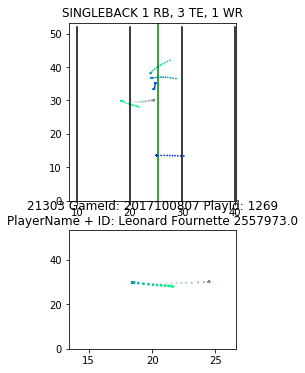 SINGLEBACK 1 RB, 3 TE, 1 WR
50
40
30
20
10
0
10 20 30 40
21303 GameId: 2017100807 PlayId: 1269
PlayerName + ID: Leonard Fournette 2557973.0
40
20
0
15 20 25